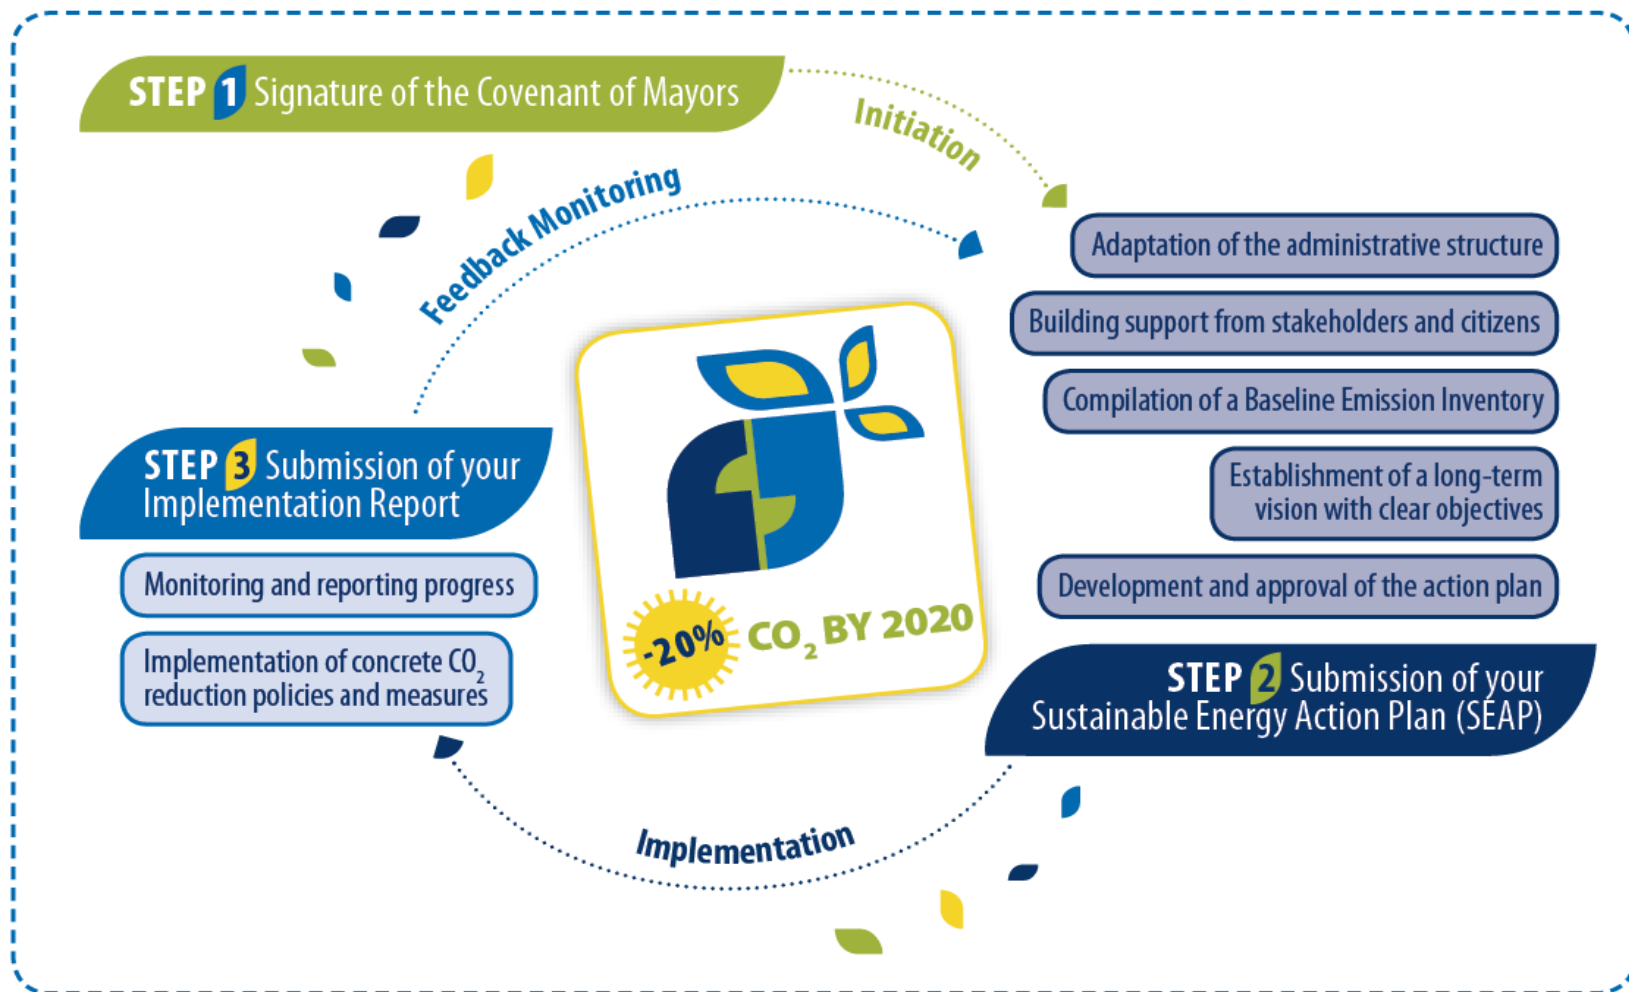 STEP 1 Signature of the Covenant of Mayors
Initiation
Feedback Monitoring
Adaptation of the administrative structure
Building support from stakeholders and citizens
Compilation of a Baseline Emission Inventory
Establishment of a long-term
vision with clear objectives
Development and approval of the action plan
STEP 2 Submission of your
Sustainable Energy Action Plan (SEAP)
Implementation
STEP 3 Submission of your
Implementation Report
Monitoring and reporting progress
Implementation of concrete CO₂
reduction policies and measures
-20% CO₂ BY 2020